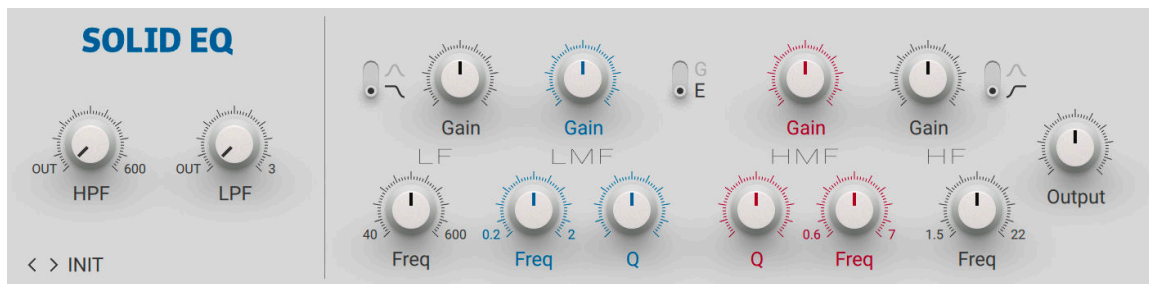 SOLID EQ
OUT 600
HPF
OUT 3
LPF
< > INIT
Gain
Gain
G
E
Gain
Gain
LF
LMF
HMF
HF
40 600
Freq
0.2 2
Freq
Q
Q
0.6 7
Freq
1.5 22
Freq
Output